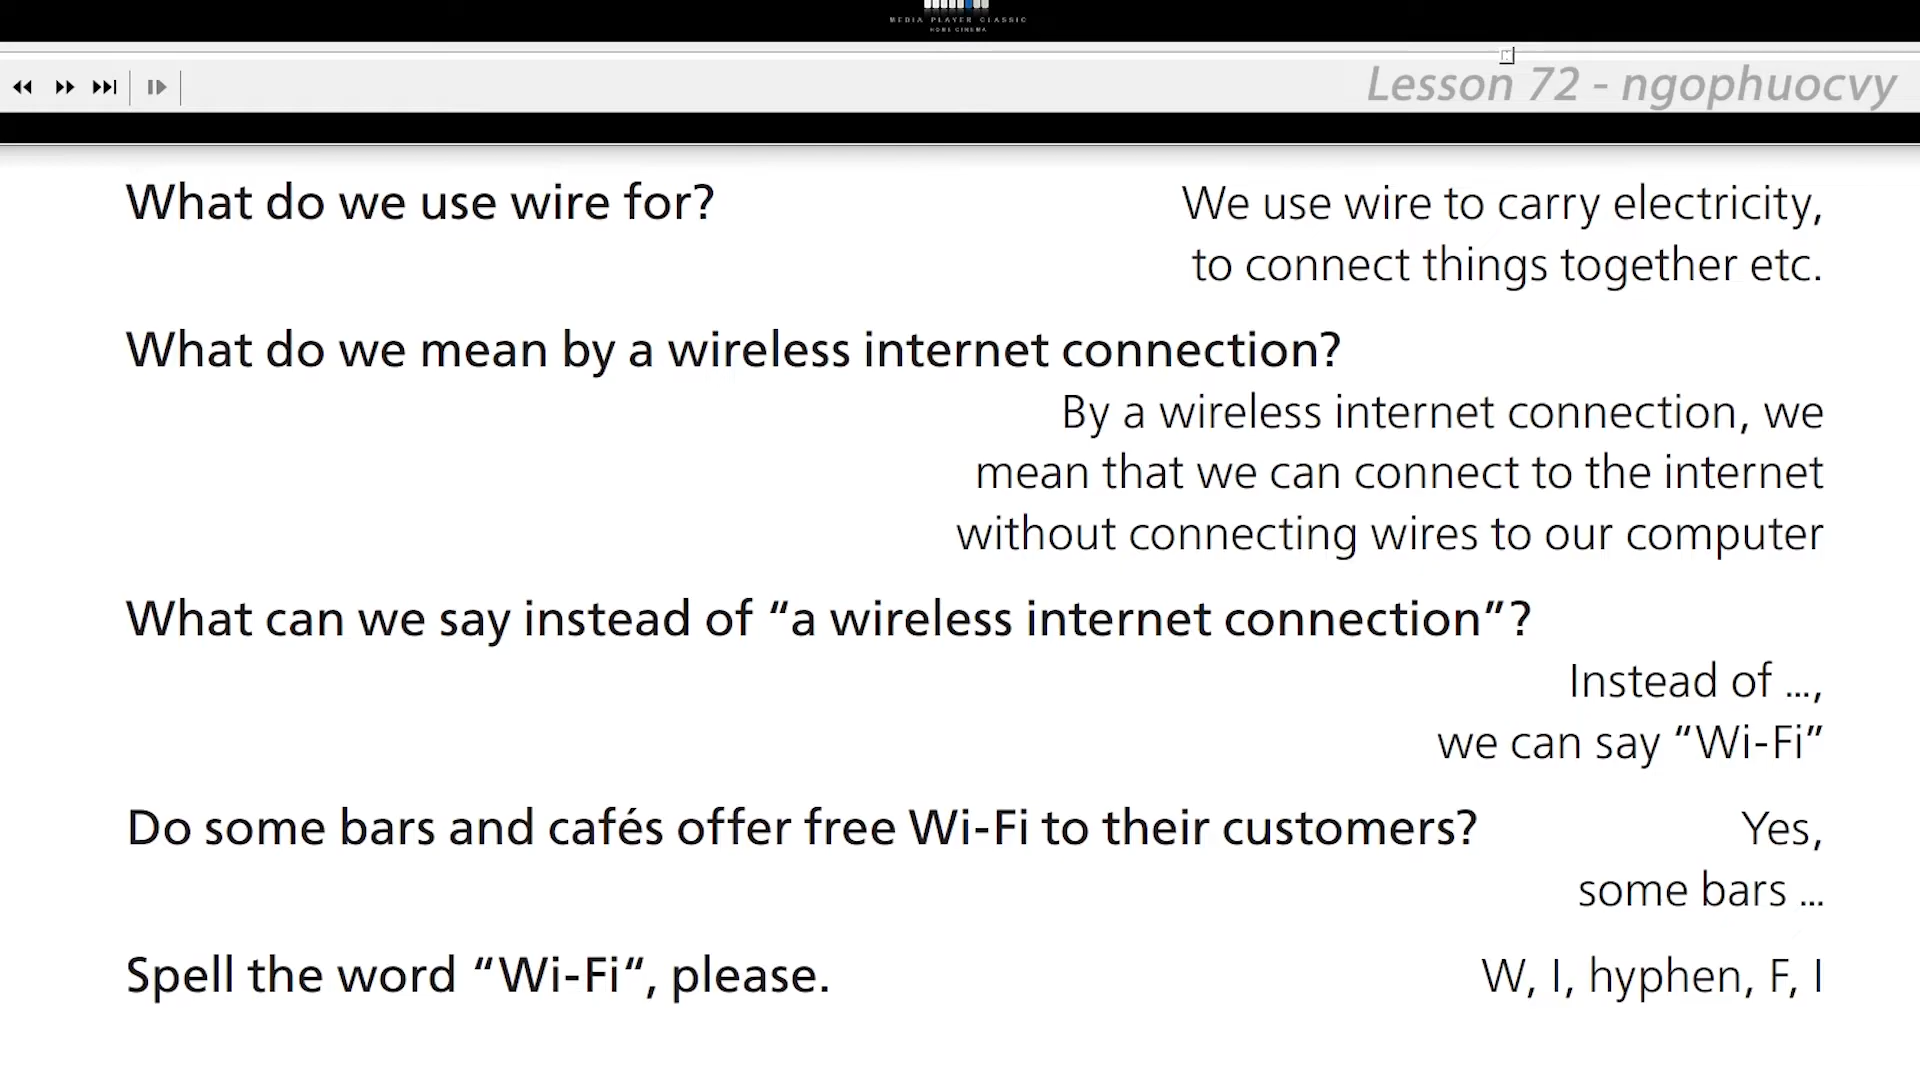 MEDIA PLAYER CLASSIC
HOME CINEMA
Lesson 72 - ngophuocvy
What do we use wire for? We use wire to carry electricity,
to connect things together etc.
What do we mean by a wireless internet connection?
By a wireless internet connection, we
mean that we can connect to the internet
without connecting wires to our computer
What can we say instead of “a wireless internet connection”?
Instead of ...,
we can say “Wi-Fi”
Do some bars and cafés offer free Wi-Fi to their customers? Yes,
some bars ...
Spell the word “Wi-Fi“, please. W, I, hyphen, F, I